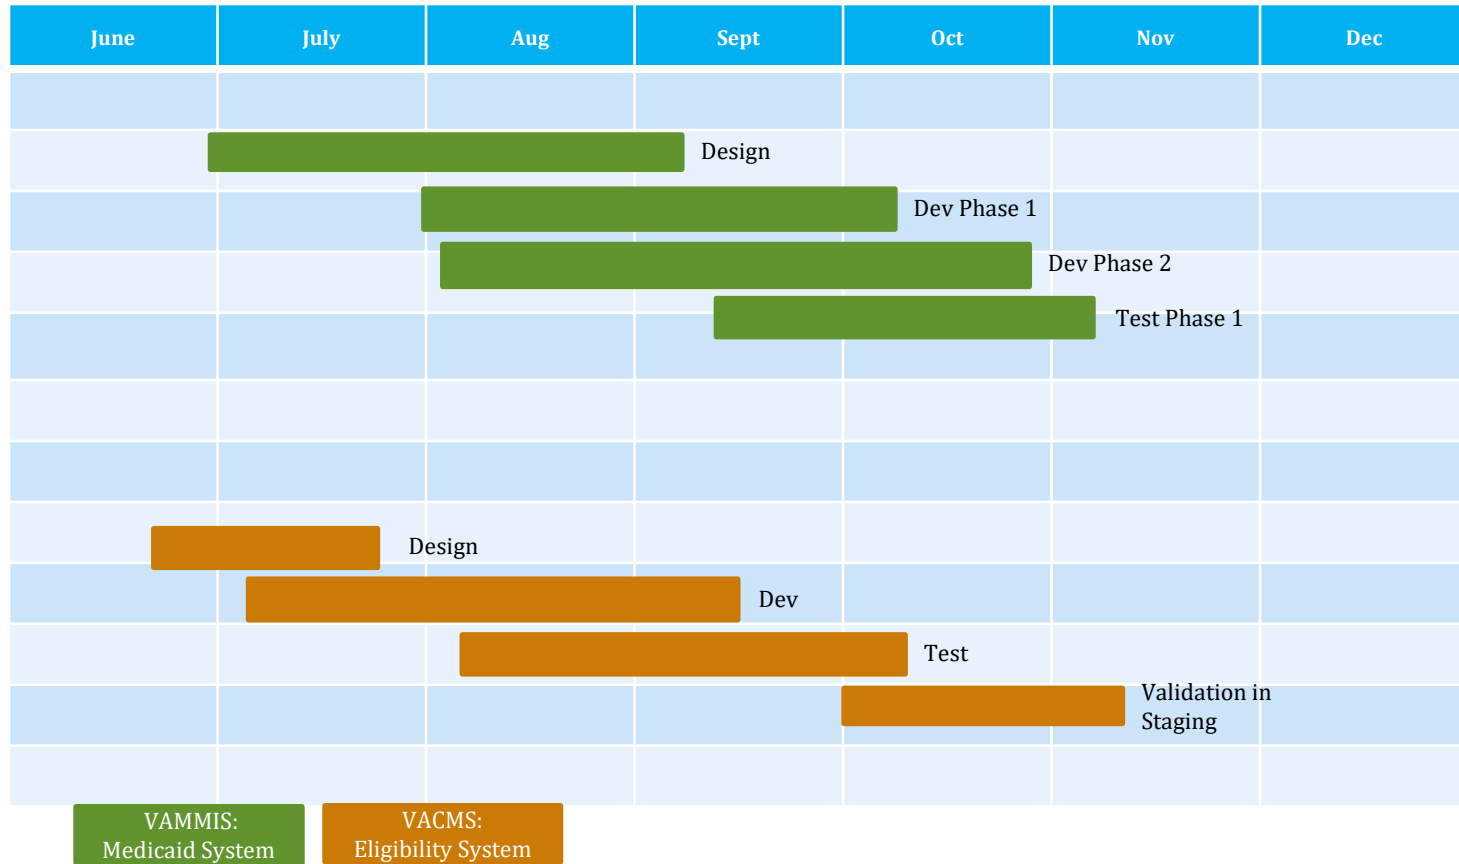 June July Aug Sept Oct Nov Dec
Design
Dev Phase 1
Dev Phase 2
Test Phase 1
Design
Dev
Test
Validation in
Staging
VAMMIS:
Medicaid System
VACMS:
Eligibility System